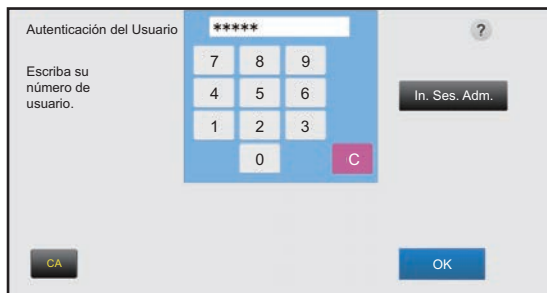 Autenticación del Usuario
*****
?
Escriba su
número de
usuario.
7 8 9
4 5 6
1 2 3
0 C
In. Ses. Adm.
CA
OK